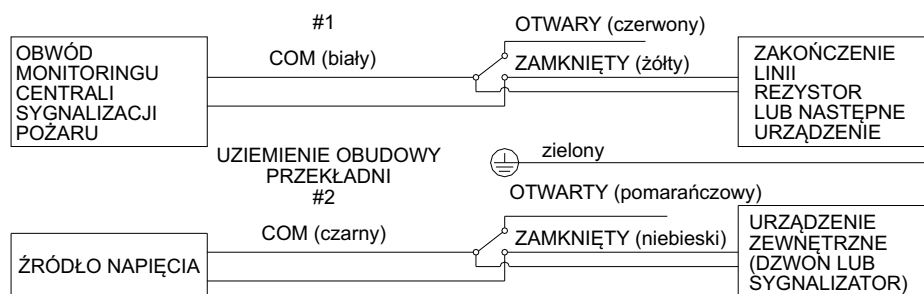 #1
OTWARY (czerwony)
OBWÓD
MONITORINGU
CENTRALI
SYGNALIZACJI
POŻARU
COM (biały)
ZAMKNIĘTY (żółty)
ZAKOŃCZENIE
LINII
REZYSTOR
LUB NASTĘPNE
URZĄDZENIE
UZIEMIENIE OBUDOWY
PRZEKŁADNI
zielony
#2
OTWARTY (pomarańczowy)
COM (czarny)
ZAMKNIĘTY (niebieski)
ŹRÓDŁO NAPIĘCIA
URZĄDZENIE
ZEWNĘTRZNE
(DZWON LUB
SYGNALIZATOR)